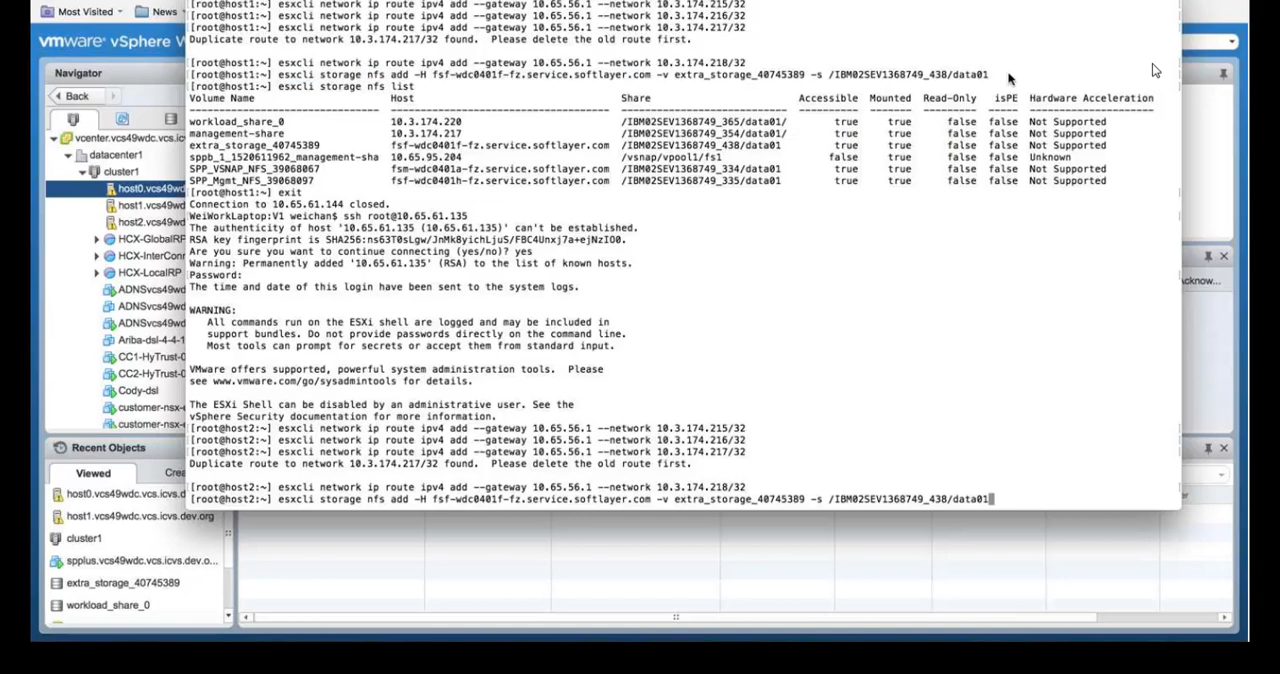 Most Visited
News
vmware® vSphere W
Navigator
Back
vcenter.vcs49wdc.vcs.ic
datacenter1
cluster1
host0.vcs49wd
host1.vcs49wd
host2.vcs49wd
HCX-GlobalRP
HCX-InterConn
HCX-LocalRP
ADNSvcs49wd
ADNSvcs49wd
ADNSvcs49wd
Ariba-dsl-4-4-1
CC1-HyTrust-0
CC2-HyTrust-0
Cody-dsl
customer-nsx-e
customer-nsx-e
Recent Objects
Viewed
Crea
host0.vcs49wdc.vcs.icvs.d
host1.vcs49wdc.vcs.icvs.dev.org
cluster1
spplus.vcs49wdc.vcs.icvs.dev.o...
extra_storage_40745389
workload_share_0
[root@host1:~] esxcli network ip route ipv4 add --gateway 10.65.56.1 --network 10.3.174.215/32
[root@host1:~] esxcli network ip route ipv4 add --gateway 10.65.56.1 --network 10.3.174.216/32
[root@host1:~] esxcli network ip route ipv4 add --gateway 10.65.56.1 --network 10.3.174.217/32
Duplicate route to network 10.3.174.217/32 found.  Please delete the old route first.
[root@host1:~] esxcli network ip route ipv4 add --gateway 10.65.56.1 --network 10.3.174.218/32
[root@host1:~] esxcli storage nfs add -H fsf-wdc0401f-fz.service.softlayer.com -v extra_storage_40745389 -s /IBM02SEV1368749_438/data01
[root@host1:~] esxcli storage nfs list
Volume Name Host Share Accessible Mounted Read-Only isPE Hardware Acceleration
workload_share_0 10.3.174.220 /IBM02SEV1368749_365/data01/ true true false false Not Supported
management-share 10.3.174.217 /IBM02SEV1368749_354/data01/ true true false false Not Supported
extra_storage_40745389 fsf-wdc0401f-fz.service.softlayer.com /IBM02SEV1368749_438/data01 true true false false Not Supported
sppb_1_1520611962_management-sha 10.65.95.204 /vsnap/vpool1/fs1 false true false false Unknown
SPP_VSNAP_NFS_39068067 fsm-wdc0401a-fz.service.softlayer.com /IBM02SEV1368749_334/data01 true true false false Not Supported
SPP_Mgmt_NFS_39068097 fsf-wdc0401h-fz.service.softlayer.com /IBM02SEV1368749_335/data01 true true false false Not Supported
[root@host1:~] exit
Connection to 10.65.61.144 closed.
WeiWorkLaptop:V1 weichan$ ssh root@10.65.61.135
The authenticity of host '10.65.61.135 (10.65.61.135)' can't be established.
RSA key fingerprint is SHA256:ns63T0sLgw/JnMk8yichLjuS/FBC4Unxj7a+ejNzIO0.
Are you sure you want to continue connecting (yes/no)? yes
Warning: Permanently added '10.65.61.135' (RSA) to the list of known hosts.
Password:
The time and date of this login have been sent to the system logs.
WARNING:
All commands run on the ESXi shell are logged and may be included in
support bundles. Do not provide passwords directly on the command line.
Most tools can prompt for secrets or accept them from standard input.
VMware offers supported, powerful system administration tools.  Please
see www.vmware.com/go/sysadmintools for details.
The ESXi Shell can be disabled by an administrative user. See the
vSphere Security documentation for more information.
[root@host2:~] esxcli network ip route ipv4 add --gateway 10.65.56.1 --network 10.3.174.215/32
[root@host2:~] esxcli network ip route ipv4 add --gateway 10.65.56.1 --network 10.3.174.216/32
[root@host2:~] esxcli network ip route ipv4 add --gateway 10.65.56.1 --network 10.3.174.217/32
Duplicate route to network 10.3.174.217/32 found.  Please delete the old route first.
[root@host2:~] esxcli network ip route ipv4 add --gateway 10.65.56.1 --network 10.3.174.218/32
[root@host2:~] esxcli storage nfs add -H fsf-wdc0401f-fz.service.softlayer.com -v extra_storage_40745389 -s /IBM02SEV1368749_438/data01
cknow...